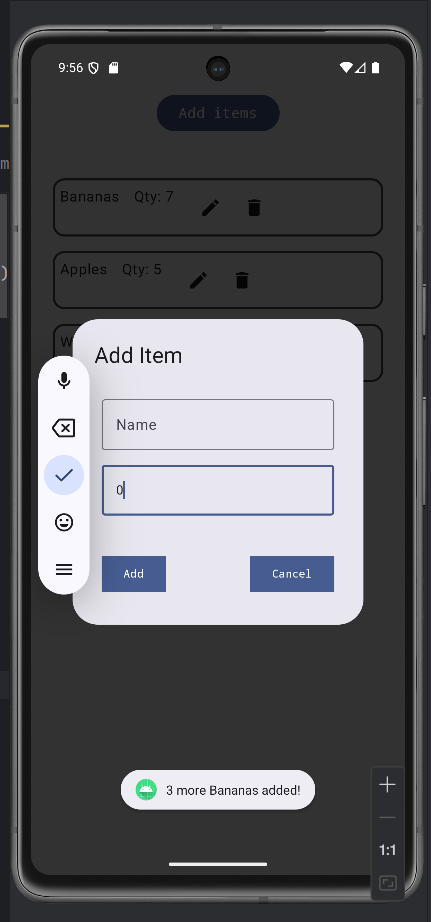 9:56
Add items
m
Bananas Qty: 7
)
Apples Qty: 5
W
Add Item
Name
0
Add Cancel
3 more Bananas added!
1:1